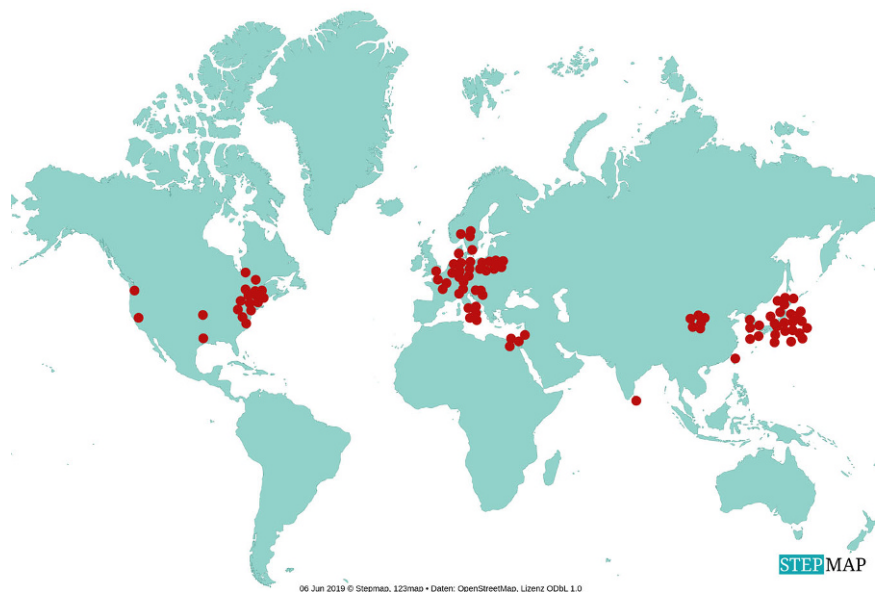 STEPMAP
06 Jun 2019 © Stepmap, 123map • Daten: OpenStreetMap, Lizenz ODbL 1.0